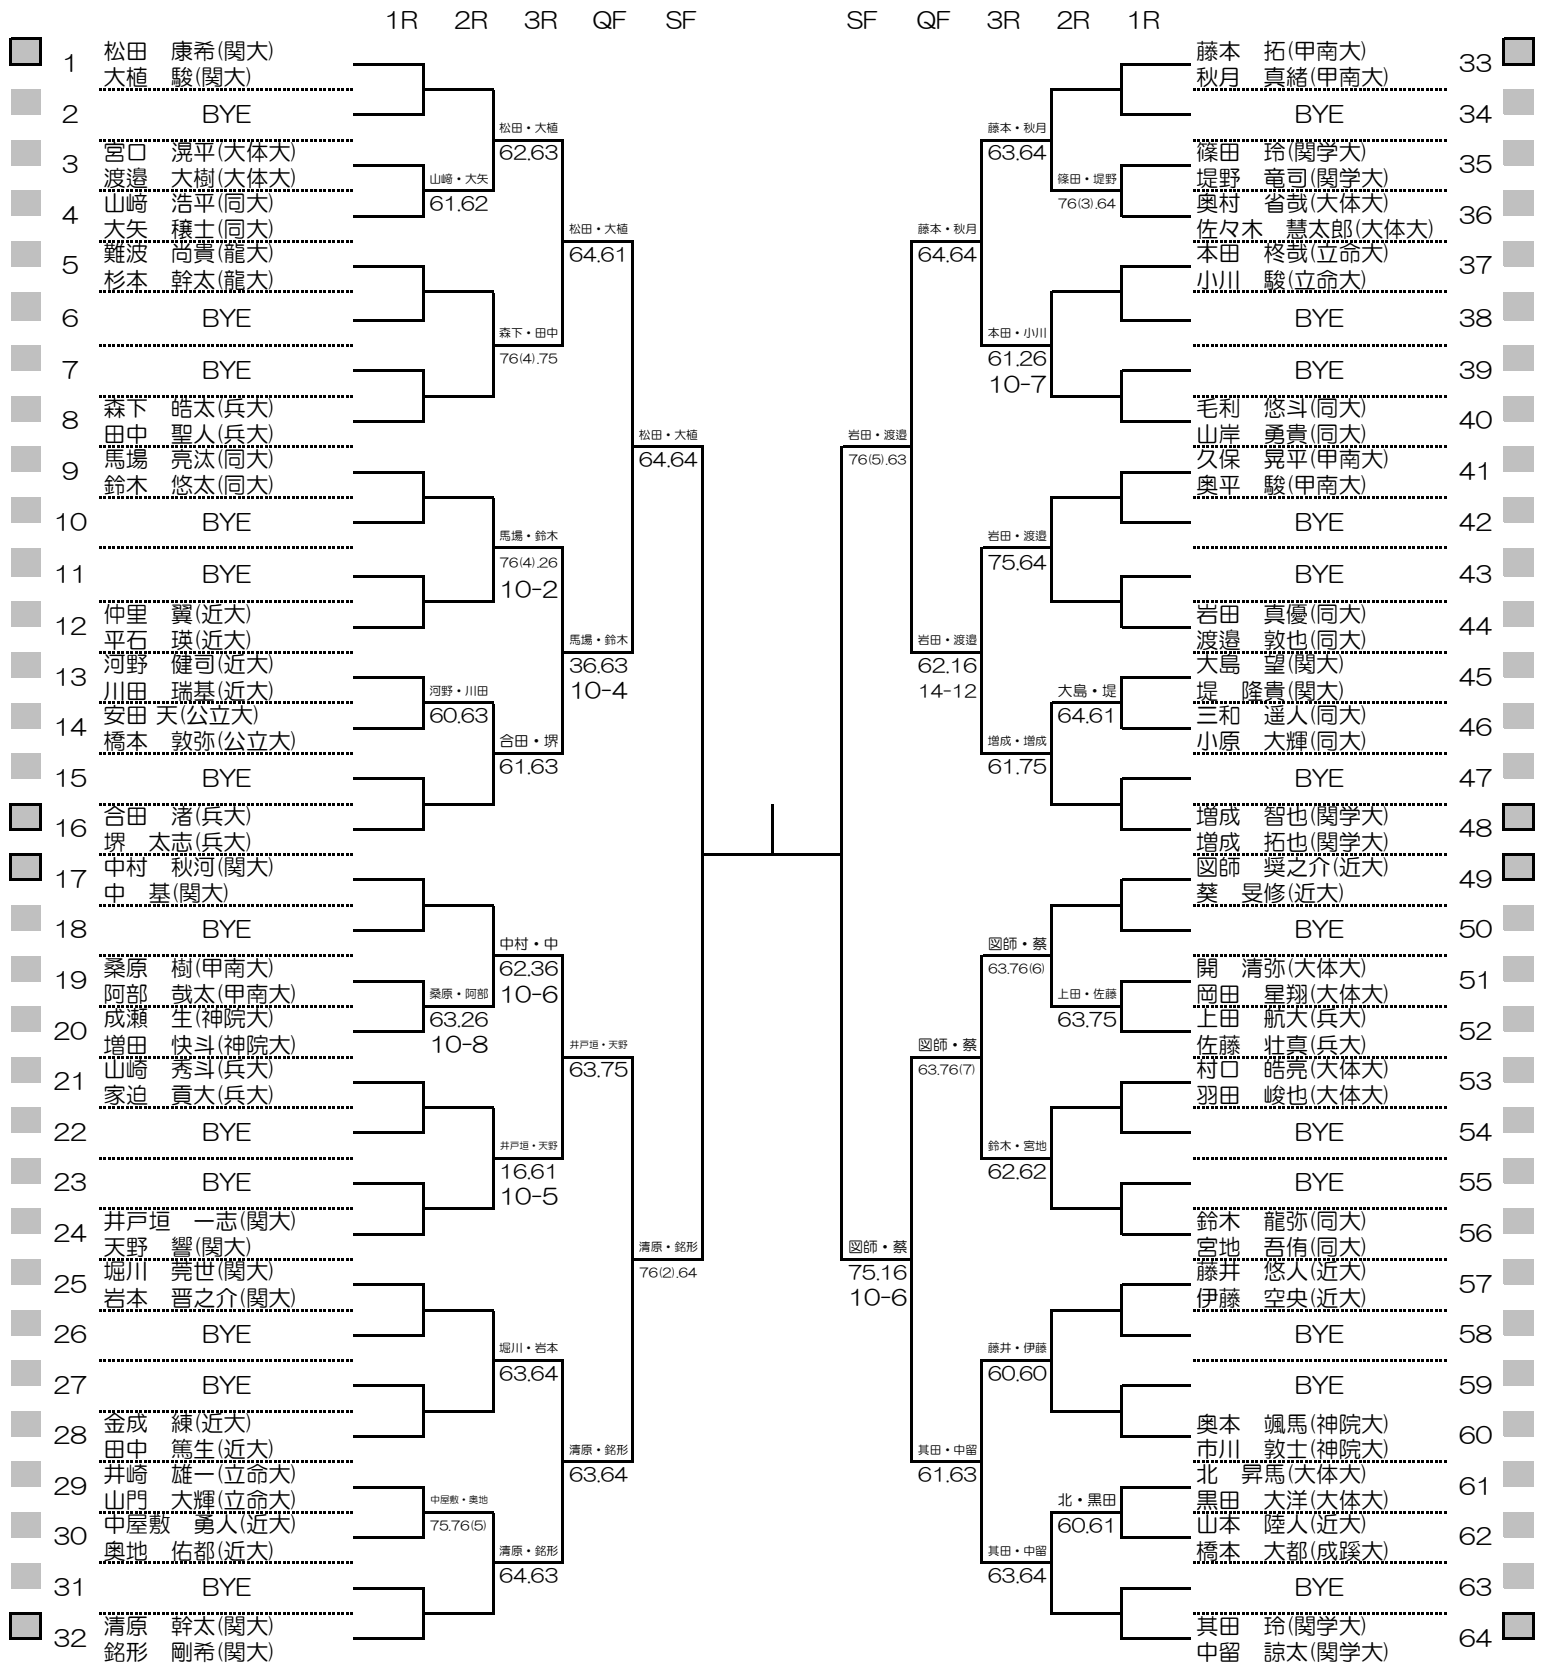 1R 2R 3R QF SF
SF QF 3R 2R 1R
1
松田 康希(関大)
大植 駿(関大)
2
BYE
3
宮口 滉平(大体大)
渡邉 大樹(大体大)
4
山﨑 浩平(同大)
大矢 穣士(同大)
5
難波 尚貴(龍大)
杉本 幹太(龍大)
6
BYE
7
BYE
8
森下 皓太(兵大)
田中 聖人(兵大)
9
馬場 亮汰(同大)
鈴木 悠太(同大)
10
BYE
11
BYE
12
仲里 翼(近大)
平石 瑛(近大)
13
河野 健司(近大)
川田 瑞基(近大)
14
安田 天(公立大)
橋本 敦弥(公立大)
15
BYE
16
合田 渚(兵大)
堺 太志(兵大)
17
中村 秋河(関大)
中 基(関大)
18
BYE
19
桑原 樹(甲南大)
阿部 哉太(甲南大)
20
成瀬 生(神院大)
増田 快斗(神院大)
21
山崎 秀斗(兵大)
家迫 貢大(兵大)
22
BYE
23
BYE
24
井戸垣 一志(関大)
天野 響(関大)
25
堀川 莞世(関大)
岩本 晋之介(関大)
26
BYE
27
BYE
28
金成 練(近大)
田中 篤生(近大)
29
井崎 雄一(立命大)
山門 大輝(立命大)
30
中屋敷 勇人(近大)
奥地 佑都(近大)
31
BYE
32
清原 幹太(関大)
銘形 剛希(関大)
山﨑・大矢
61.62
河野・川田
60.63
桑原・阿部
63.26
10-8
中屋敷・奥地
75.76(5)
松田・大植
62.63
森下・田中
76(4).75
馬場・鈴木
76(4).26
10-2
合田・堺
61.63
中村・中
62.36
10-6
井戸垣・天野
16.61
10-5
堀川・岩本
63.64
清原・銘形
64.63
松田・大植
64.61
馬場・鈴木
36.63
10-4
井戸垣・天野
63.75
清原・銘形
63.64
松田・大植
64.64
清原・銘形
76(2).64
岩田・渡邉
76(5).63
図師・蔡
75.16
10-6
藤本・秋月
64.64
岩田・渡邉
62.16
14-12
図師・蔡
63.76(7)
其田・中留
61.63
藤本・秋月
63.64
本田・小川
61.26
10-7
岩田・渡邉
75.64
増成・増成
61.75
図師・蔡
63.76(6)
鈴木・宮地
62.62
藤井・伊藤
60.60
其田・中留
63.64
篠田・堤野
76(3).64
大島・堤
64.61
上田・佐藤
63.75
北・黒田
60.61
藤本 拓(甲南大)
秋月 真緒(甲南大)
33
BYE
34
篠田 玲(関学大)
堤野 竜司(関学大)
35
奥村 省哉(大体大)
佐々木 慧太郎(大体大)
36
本田 柊哉(立命大)
小川 駿(立命大)
37
BYE
38
BYE
39
毛利 悠斗(同大)
山岸 勇貴(同大)
40
久保 晃平(甲南大)
奥平 駿(甲南大)
41
BYE
42
BYE
43
岩田 真優(同大)
渡邉 敦也(同大)
44
大島 望(関大)
堤 隆貴(関大)
45
三和 遥人(同大)
小原 大輝(同大)
46
BYE
47
増成 智也(関学大)
増成 拓也(関学大)
48
図師 奨之介(近大)
葵 旻修(近大)
49
BYE
50
開 清弥(大体大)
岡田 星翔(大体大)
51
上田 航大(兵大)
佐藤 壮真(兵大)
52
村口 皓亮(大体大)
羽田 峻也(大体大)
53
BYE
54
BYE
55
鈴木 龍弥(同大)
宮地 吾侑(同大)
56
藤井 悠人(近大)
伊藤 空央(近大)
57
BYE
58
BYE
59
奥本 颯馬(神院大)
市川 敦士(神院大)
60
北 昇馬(大体大)
黒田 大洋(大体大)
61
山本 陸人(近大)
橋本 大都(成蹊大)
62
BYE
63
其田 玲(関学大)
中留 諒太(関学大)
64